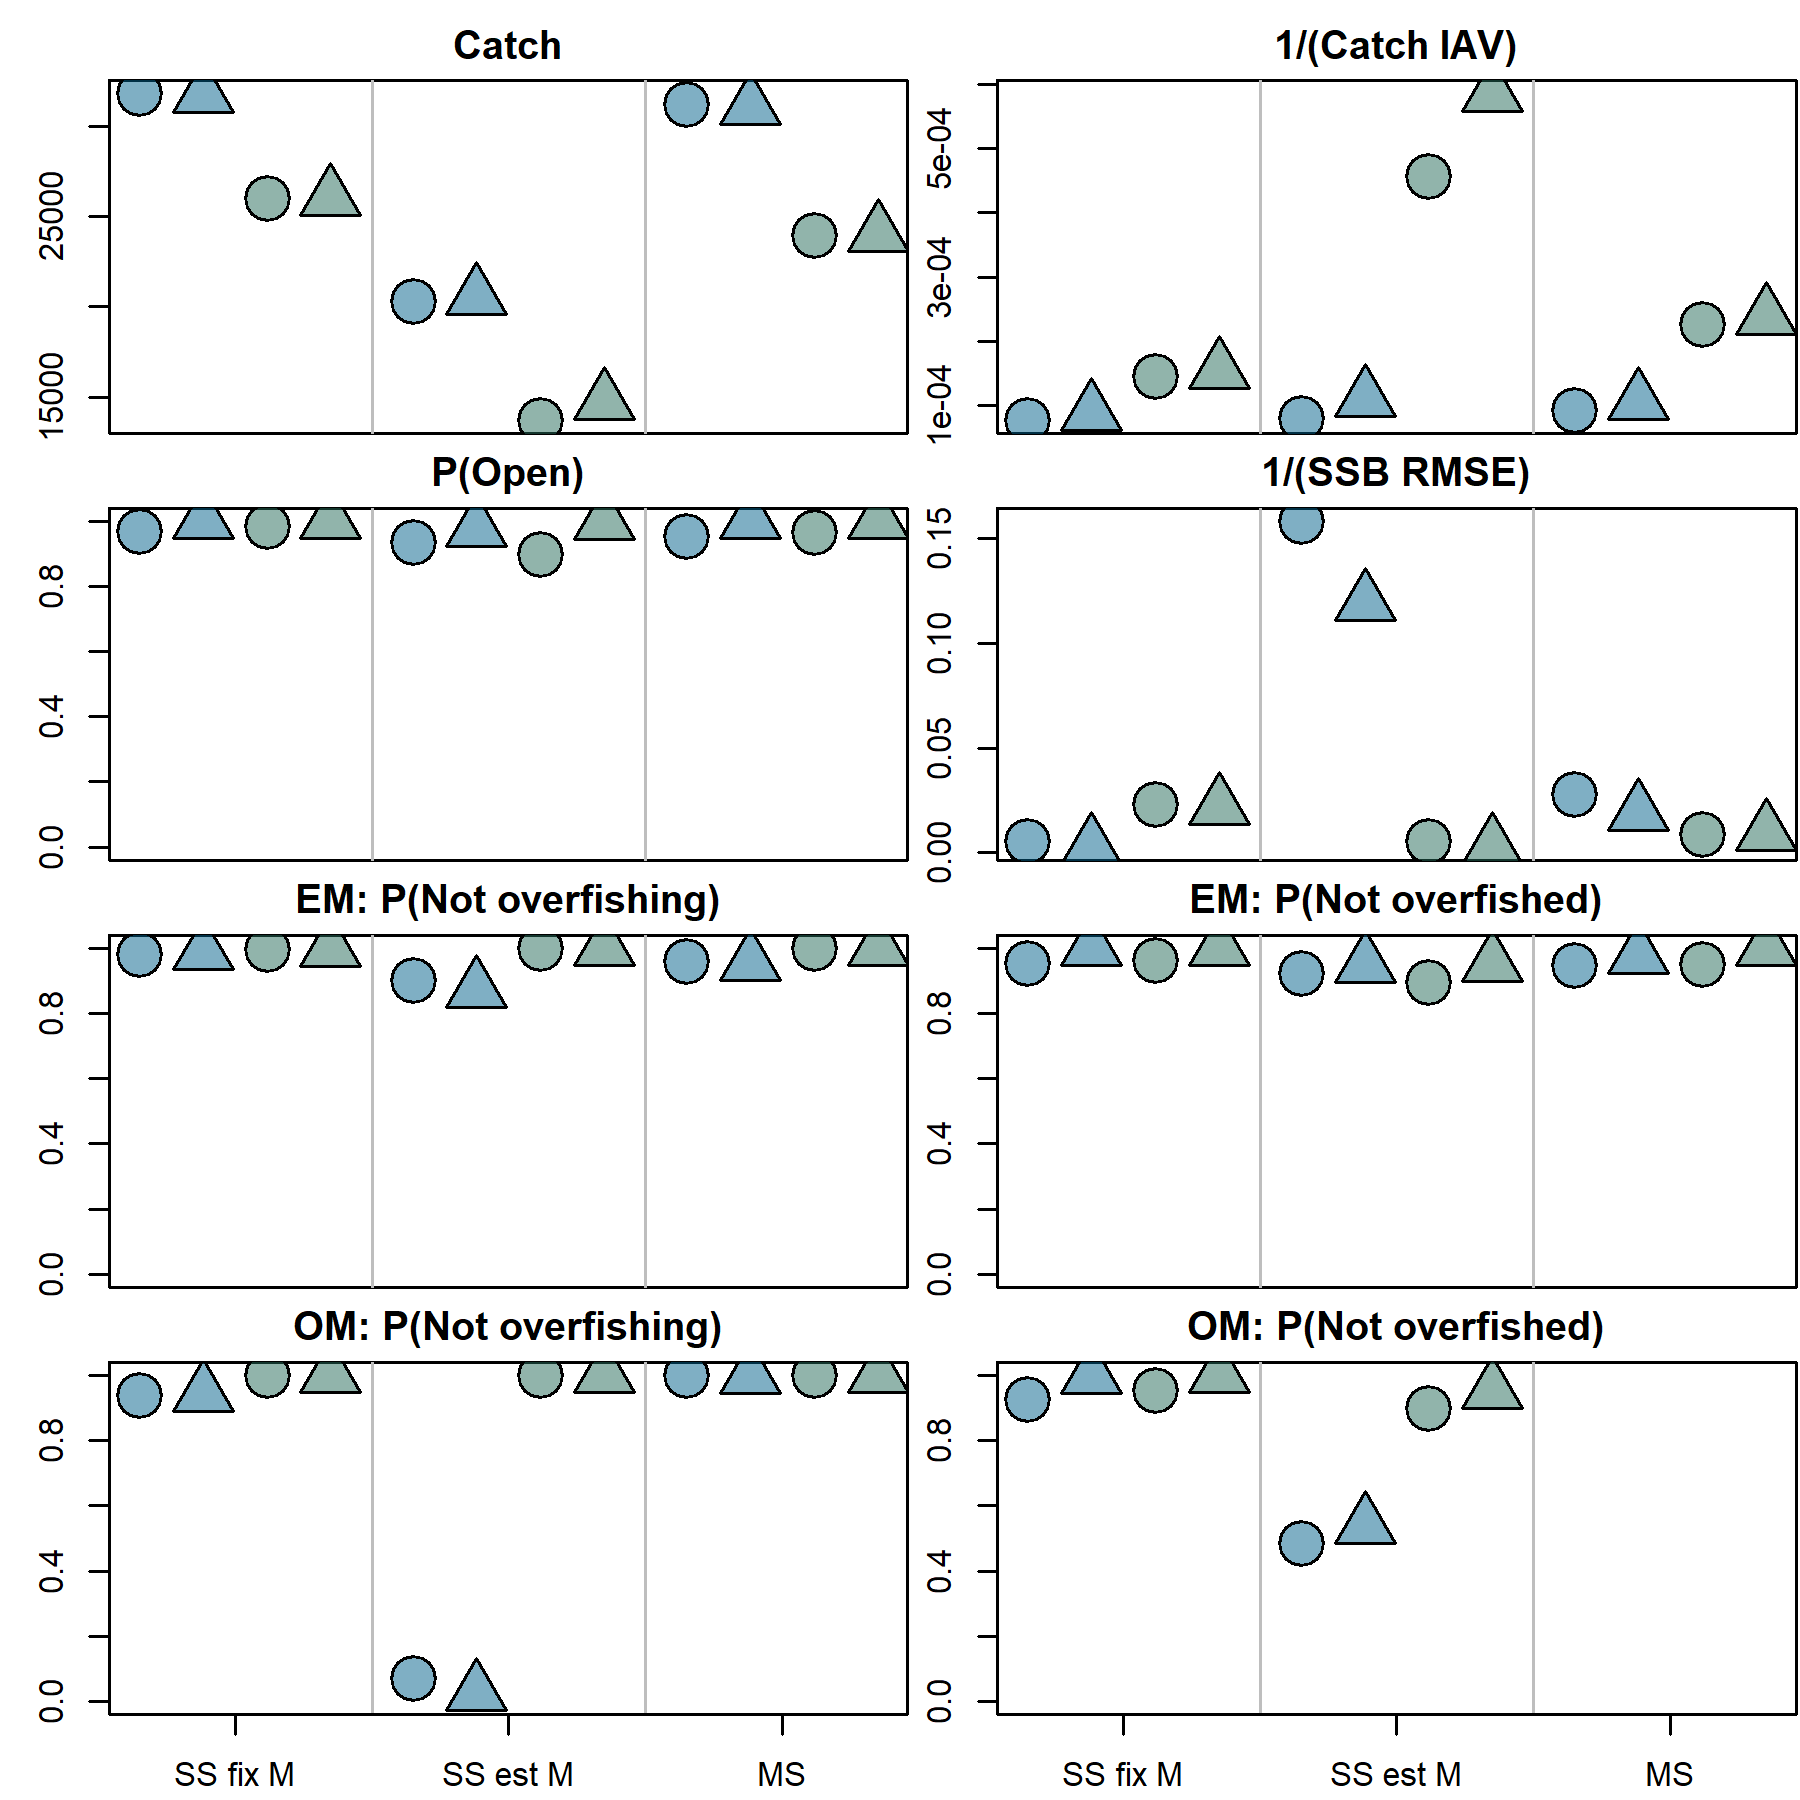 Catch
1/(Catch IAV)
25000
15000
5e-04
3e-04
1e-04
P(Open)
1/(SSB RMSE)
0.8
0.4
0.0
0.15
0.10
0.05
0.00
EM: P(Not overfishing)
EM: P(Not overfished)
0.8
0.4
0.0
0.8
0.4
0.0
OM: P(Not overfishing)
OM: P(Not overfished)
0.8
0.4
0.0
0.8
0.4
0.0
SS fix M
SS est M
MS
SS fix M
SS est M
MS